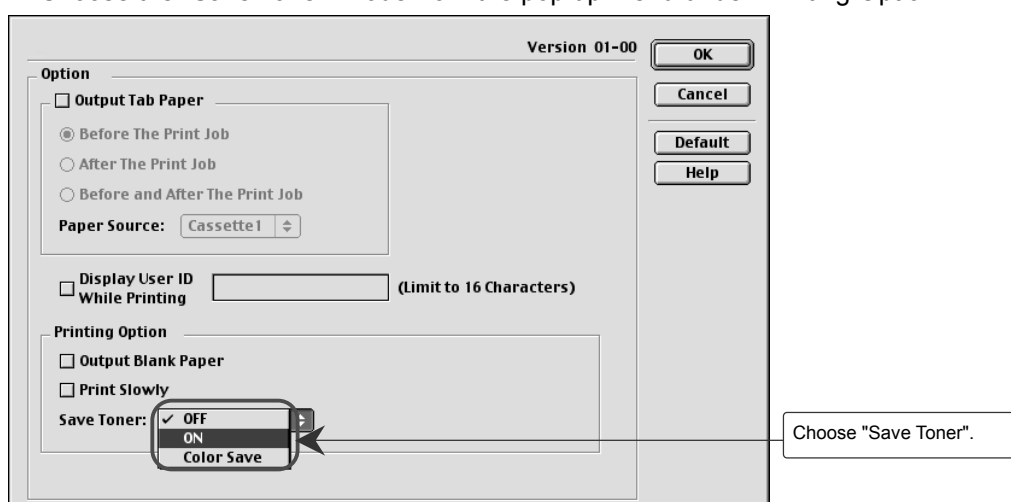 Version 01-00
OK
Option
Cancel
Output Tab Paper
Before The Print Job
Default
After The Print Job
Help
Before and After The Print Job
Paper Source: Cassette1
Display User ID
While Printing
(Limit to 16 Characters)
Printing Option
Output Blank Paper
Print Slowly
Save Toner: ✓ OFF
ON
Color Save
Choose "Save Toner".